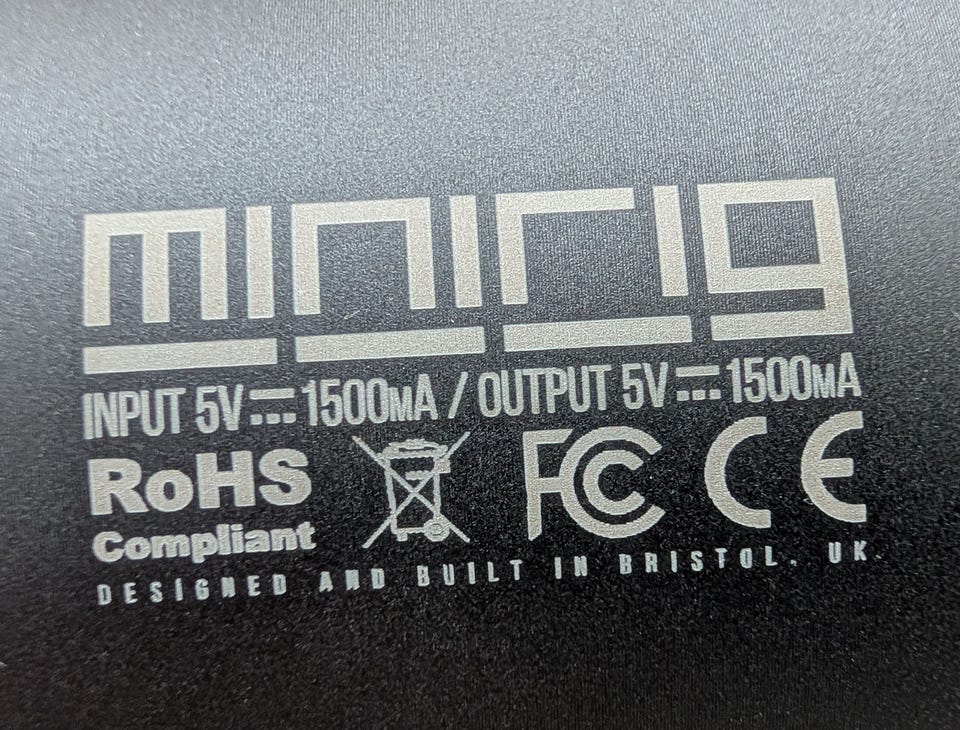 minirig
INPUT 5V⎓1500mA / OUTPUT 5V⎓1500mA
RoHS FC CE
Compliant
DESIGNED AND BUILT IN BRISTOL, UK.